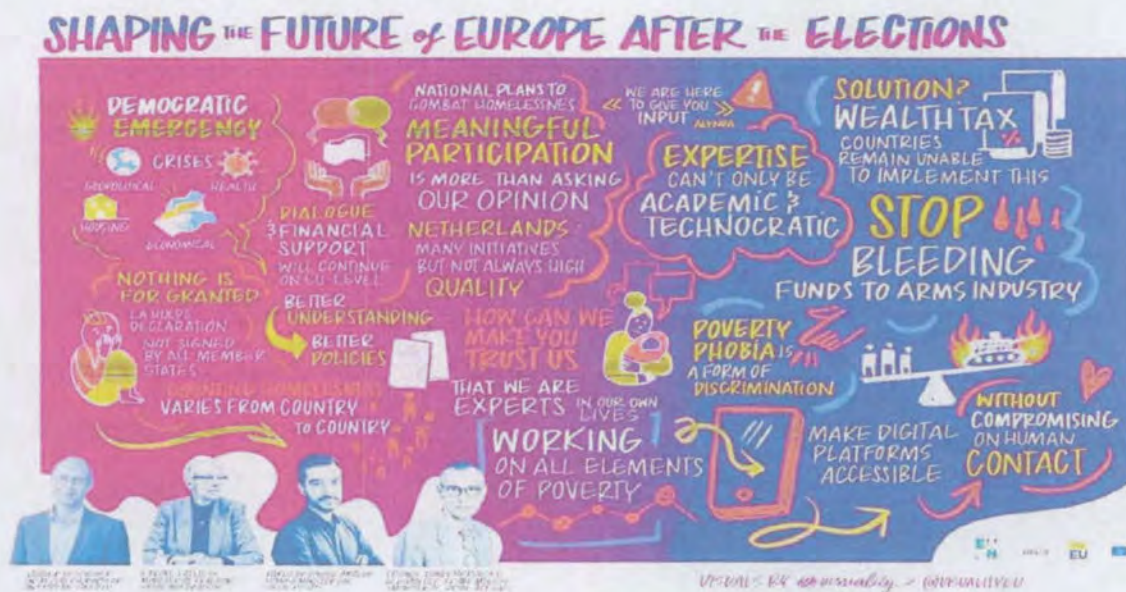 SHAPING THE FUTURE of EUROPE AFTER THE ELECTIONS
DEMOCRATIC
EMERGENCY
CRISES
GEOPOLITICAL
HEALTH
HOUSING
ECONOMICAL
NOTHING IS
FOR GRANTED
DECLARATION
NOT SIGNED
BY ALL MEMBER
STATES
HOMELESSNESS
VARIES FROM COUNTRY
TO COUNTRY
DIALOGUE
& FINANCIAL
SUPPORT
WILL CONTINUE
ON EU-LEVEL
BETTER
UNDERSTANDING
BETTER
POLICIES
NATIONAL PLANS TO
COMBAT HOMELESSNES
MEANINGFUL
PARTICIPATION
IS MORE THAN ASKING
OUR OPINION
NETHERLANDS:
MANY INITIATIVES
BUT NOT ALWAYS HIGH
QUALITY
HOW CAN WE
MAKE YOU
TRUST US
THAT WE ARE
EXPERTS IN OUR OWN
LIVES
WORKING
ON ALL ELEMENTS
OF POVERTY
« WE ARE HERE
TO GIVE YOU »
INPUT
EXPERTISE
CAN'T ONLY BE
ACADEMIC &
TECHNOCRATIC
POVERTY
PHOBIA IS
A FORM OF
DISCRIMINATION
SOLUTION?
WEALTH TAX
%
COUNTRIES
REMAIN UNABLE
TO IMPLEMENT THIS
STOP
BLEEDING
FUNDS TO ARMS INDUSTRY
MAKE DIGITAL
PLATFORMS
ACCESSIBLE
WITHOUT
COMPROMISING
ON HUMAN
CONTACT
EU
VISUALS BY